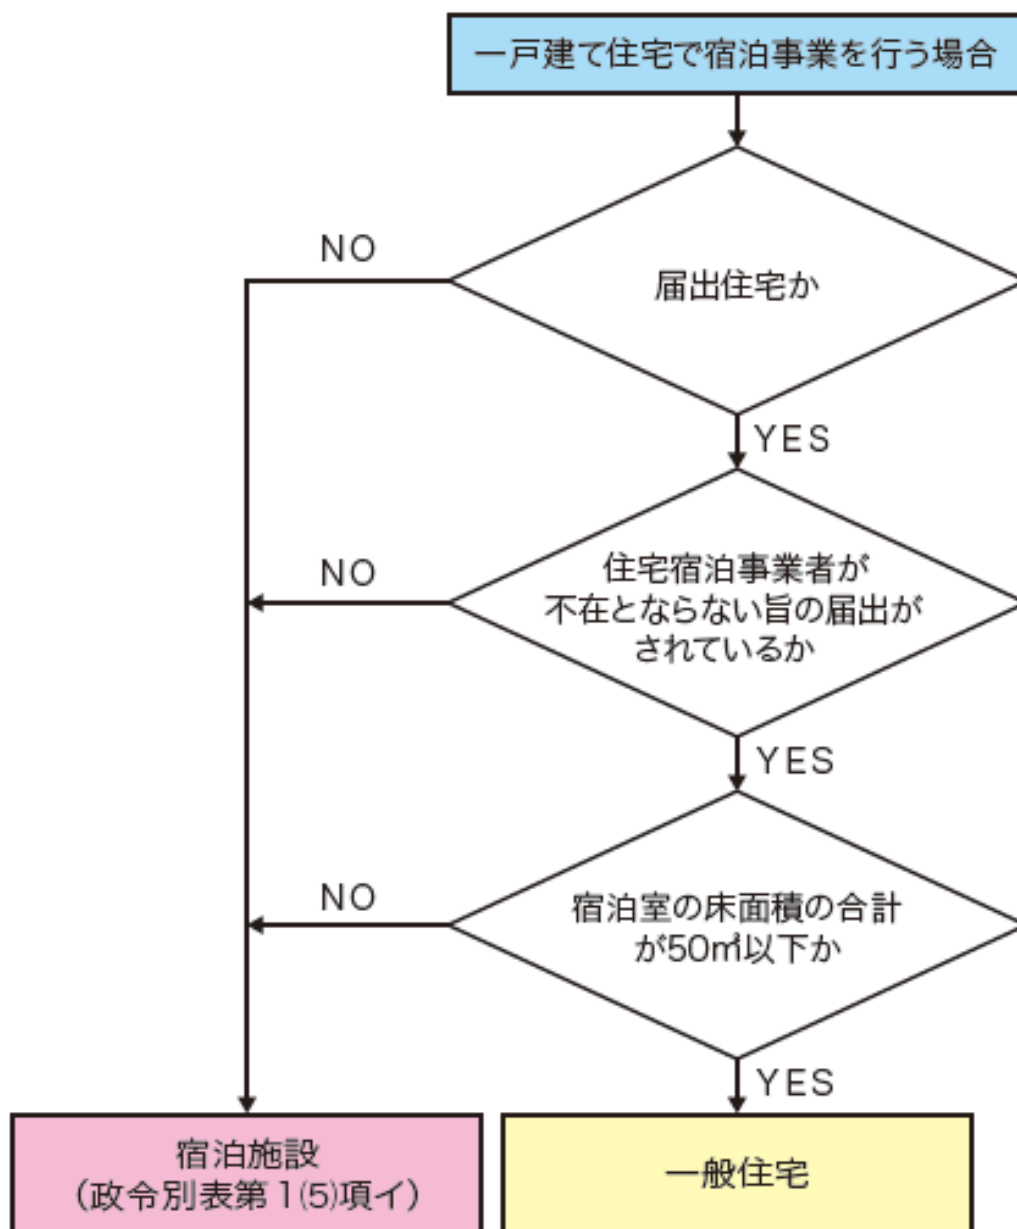 一戸建て住宅で宿泊事業を行う場合
NO
届出住宅か
YES
NO
住宅宿泊事業者が
不在とならない旨の届出が
されているか
YES
NO
宿泊室の床面積の合計
が50㎡以下か
YES
宿泊施設
（政令別表第１⑸項イ）
一般住宅